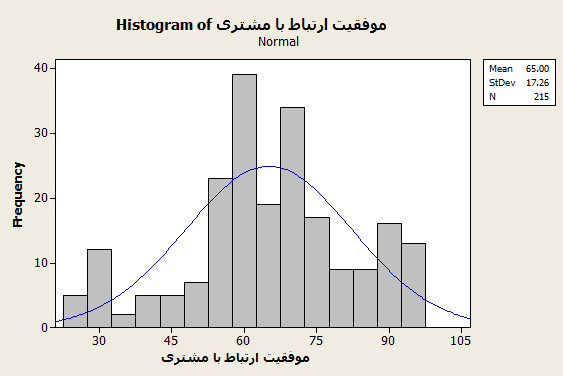 Histogram of موفقیت ارتباط با مشتری
Normal
Mean 65.00
StDev 17.26
N 215
Frequency
40
30
20
10
0
30 45 60 75 90 105
موفقیت ارتباط با مشتری